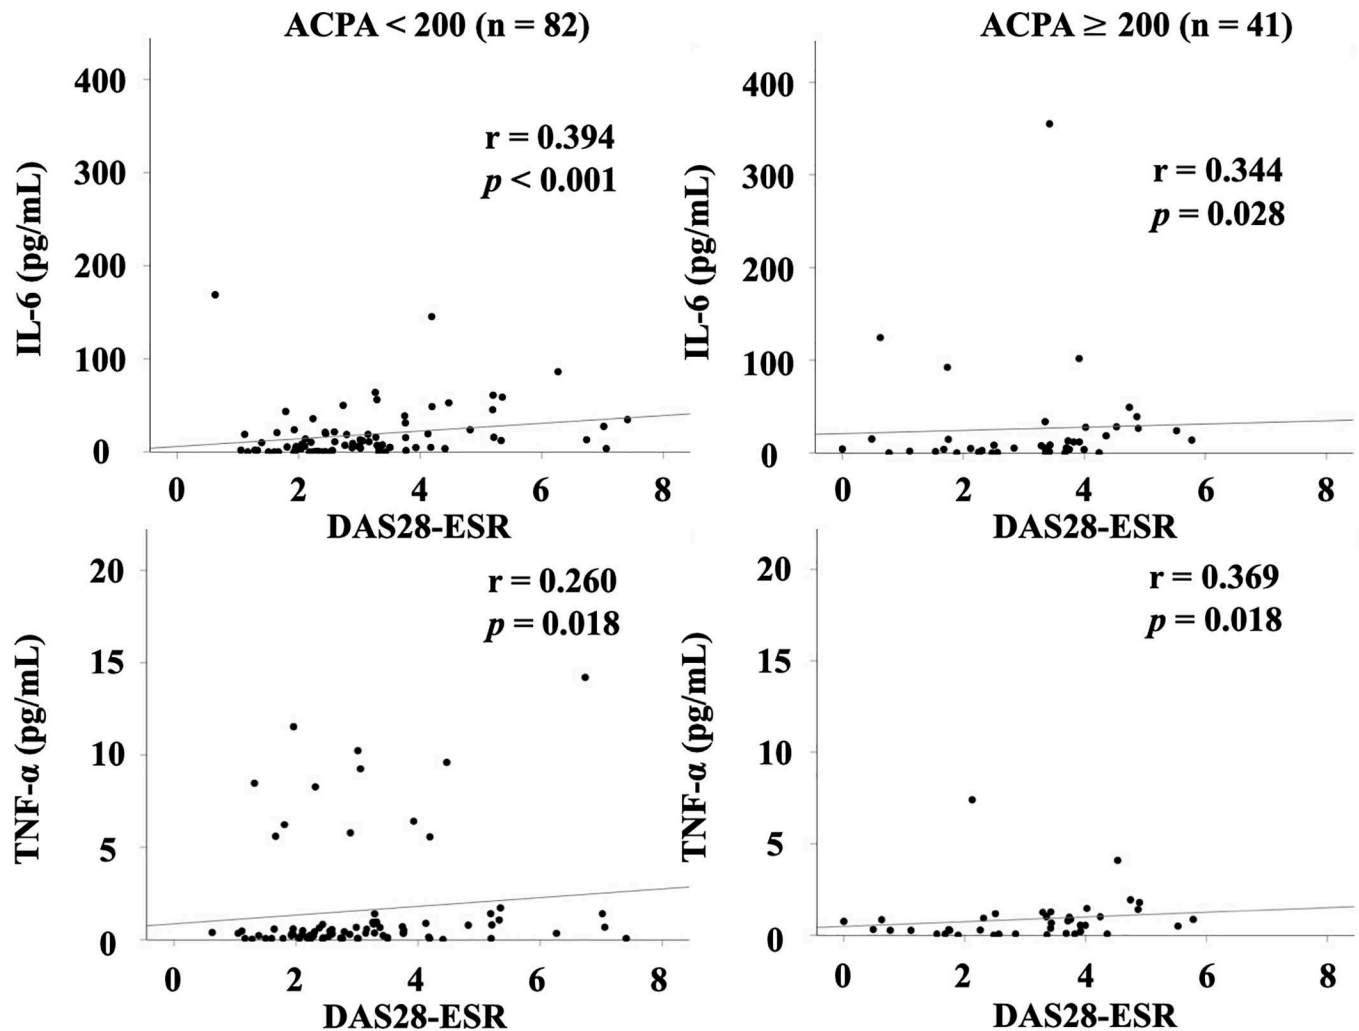 ACPA < 200 (n = 82)
IL-6 (pg/mL)
400
300
200
100
0
r = 0.394
p < 0.001
0 2 4 6 8
DAS28-ESR
ACPA ≥ 200 (n = 41)
IL-6 (pg/mL)
400
300
200
100
0
r = 0.344
p = 0.028
0 2 4 6 8
DAS28-ESR
TNF-α (pg/mL)
20
15
10
5
0
r = 0.260
p = 0.018
0 2 4 6 8
DAS28-ESR
TNF-α (pg/mL)
20
15
10
5
0
r = 0.369
p = 0.018
0 2 4 6 8
DAS28-ESR